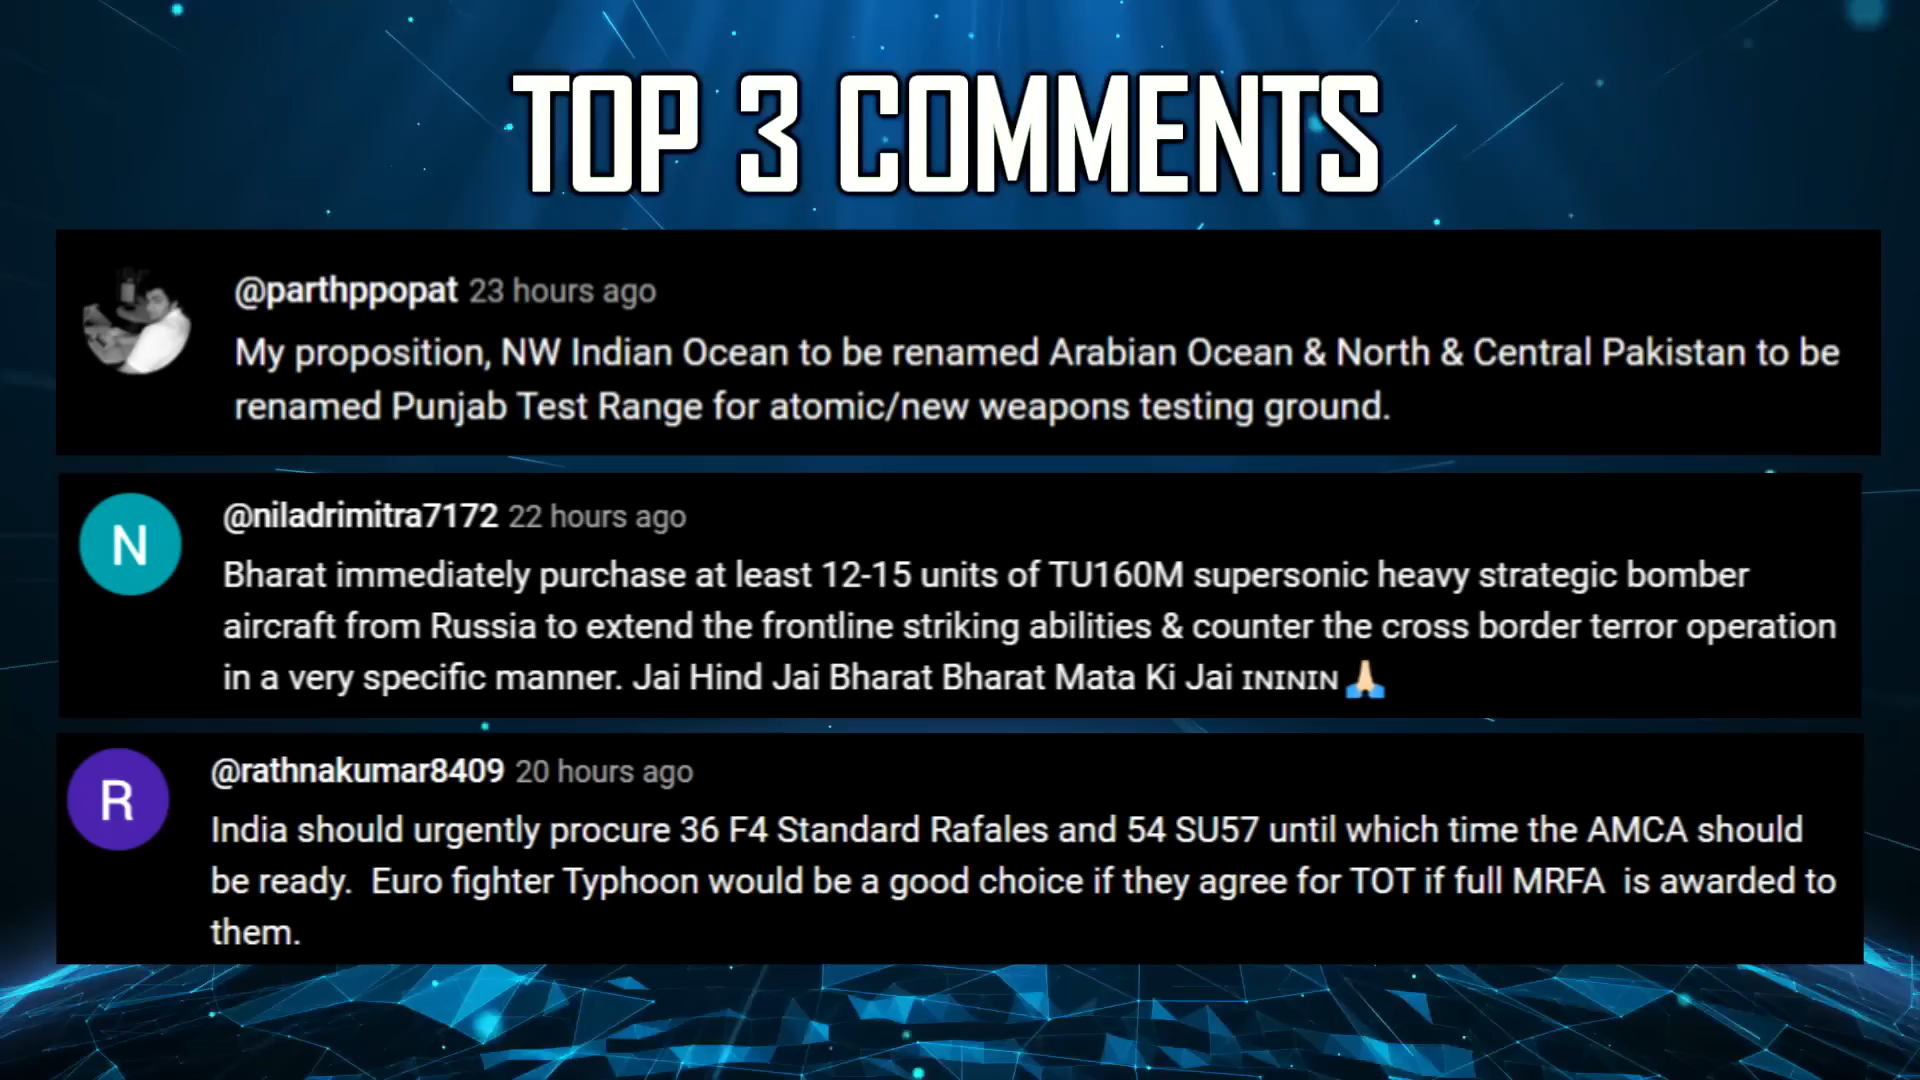 TOP 3 COMMENTS
@parthppopat 23 hours ago
My proposition, NW Indian Ocean to be renamed Arabian Ocean & North & Central Pakistan to be
renamed Punjab Test Range for atomic/new weapons testing ground.
N
@niladrimitra7172 22 hours ago
Bharat immediately purchase at least 12-15 units of TU160M supersonic heavy strategic bomber
aircraft from Russia to extend the frontline striking abilities & counter the cross border terror operation
in a very specific manner. Jai Hind Jai Bharat Bharat Mata Ki Jai ɪɴɪɴɪɴ 🙏🏻
R
@rathnakumar8409 20 hours ago
India should urgently procure 36 F4 Standard Rafales and 54 SU57 until which time the AMCA should
be ready.  Euro fighter Typhoon would be a good choice if they agree for TOT if full MRFA  is awarded to
them.